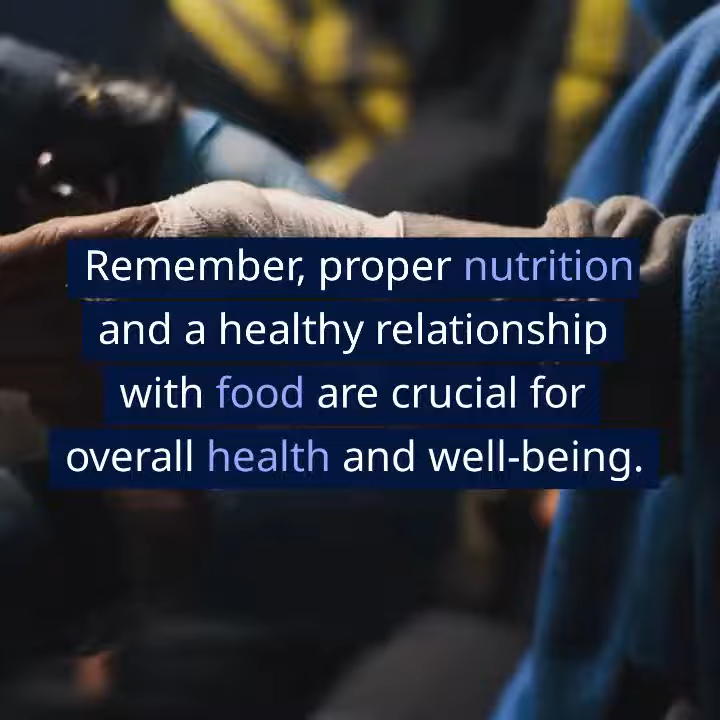 Remember, proper nutrition
and a healthy relationship
with food are crucial for
overall health and well-being.